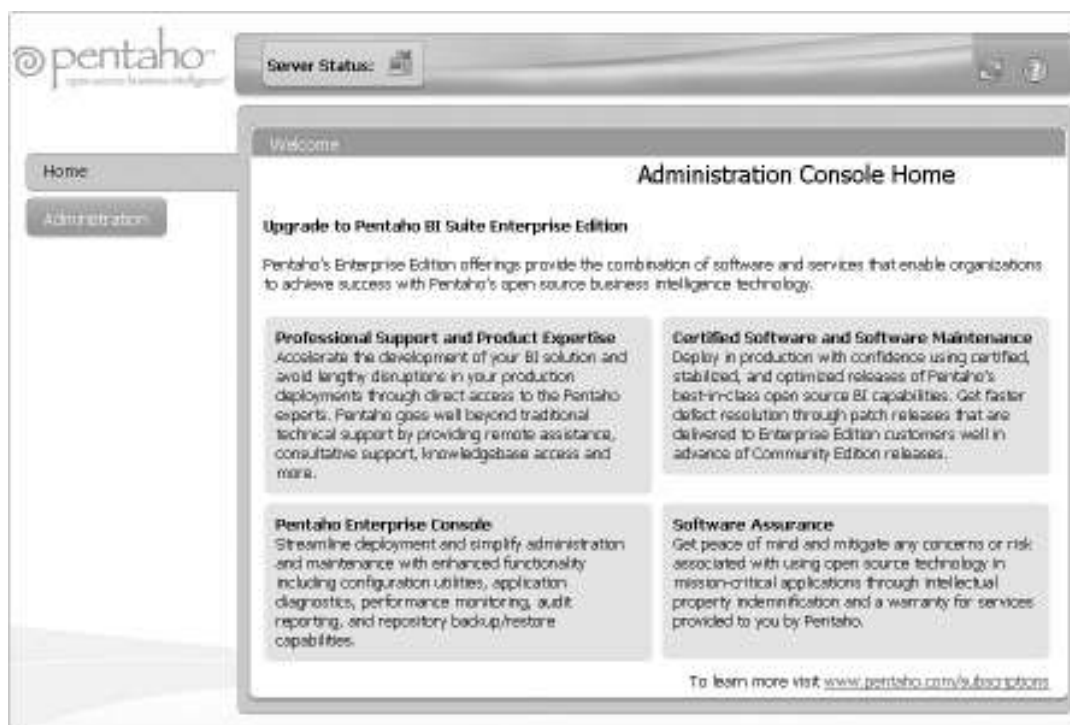 pentaho
open source business intelligence
Server Status:
Welcome
Home
Administration
Administration Console Home
Upgrade to Pentaho BI Suite Enterprise Edition
Pentaho's Enterprise Edition offerings provide the combination of software and services that enable organizations
to achieve success with Pentaho's open source business intelligence technology.
Professional Support and Product Expertise
Accelerate the development of your BI solution and
avoid lengthy disruptions in your production
deployments through direct access to the Pentaho
experts. Pentaho goes well beyond traditional
technical support by providing remote assistance,
consultative support, knowledgebase access and
more.
Certified Software and Software Maintenance
Deploy in production with confidence using certified,
stabilized, and optimized releases of Pentaho's
best-in-class open source BI capabilities. Get faster
defect resolution through patch releases that are
delivered to Enterprise Edition customers well in
advance of Community Edition releases.
Pentaho Enterprise Console
Streamline deployment and simplify administration
and maintenance with enhanced functionality
including configuration utilities, application
diagnostics, performance monitoring, audit
reporting, and repository backup/restore
capabilities.
Software Assurance
Get peace of mind and mitigate any concerns or risk
associated with using open source technology in
mission-critical applications through intellectual
property indemnification and a warranty for services
provided to you by Pentaho.
To learn more visit www.pentaho.com/subscriptions